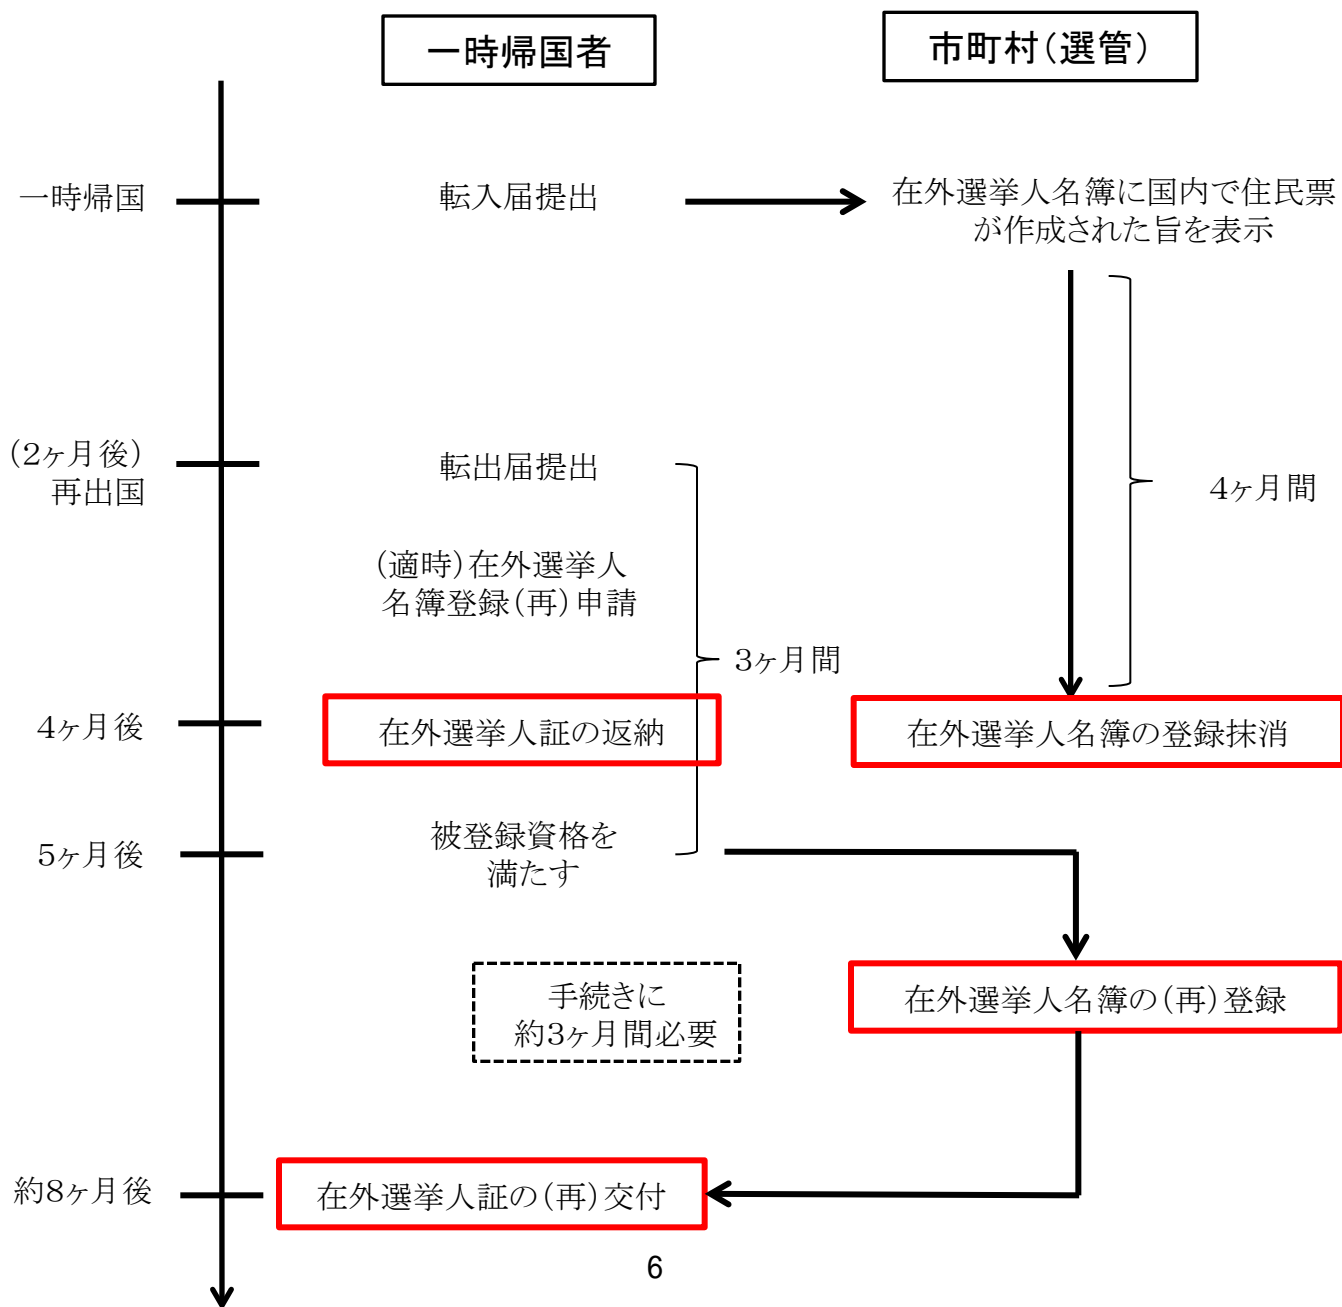 一時帰国者
市町村(選管)
一時帰国
転入届提出
在外選挙人名簿に国内で住民票
が作成された旨を表示
(2ヶ月後)
再出国
転出届提出
4ヶ月間
(適時)在外選挙人
名簿登録(再)申請
3ヶ月間
4ヶ月後
在外選挙人証の返納
在外選挙人名簿の登録抹消
5ヶ月後
被登録資格を
満たす
手続きに
約3ヶ月間必要
在外選挙人名簿の(再)登録
約8ヶ月後
在外選挙人証の(再)交付
6